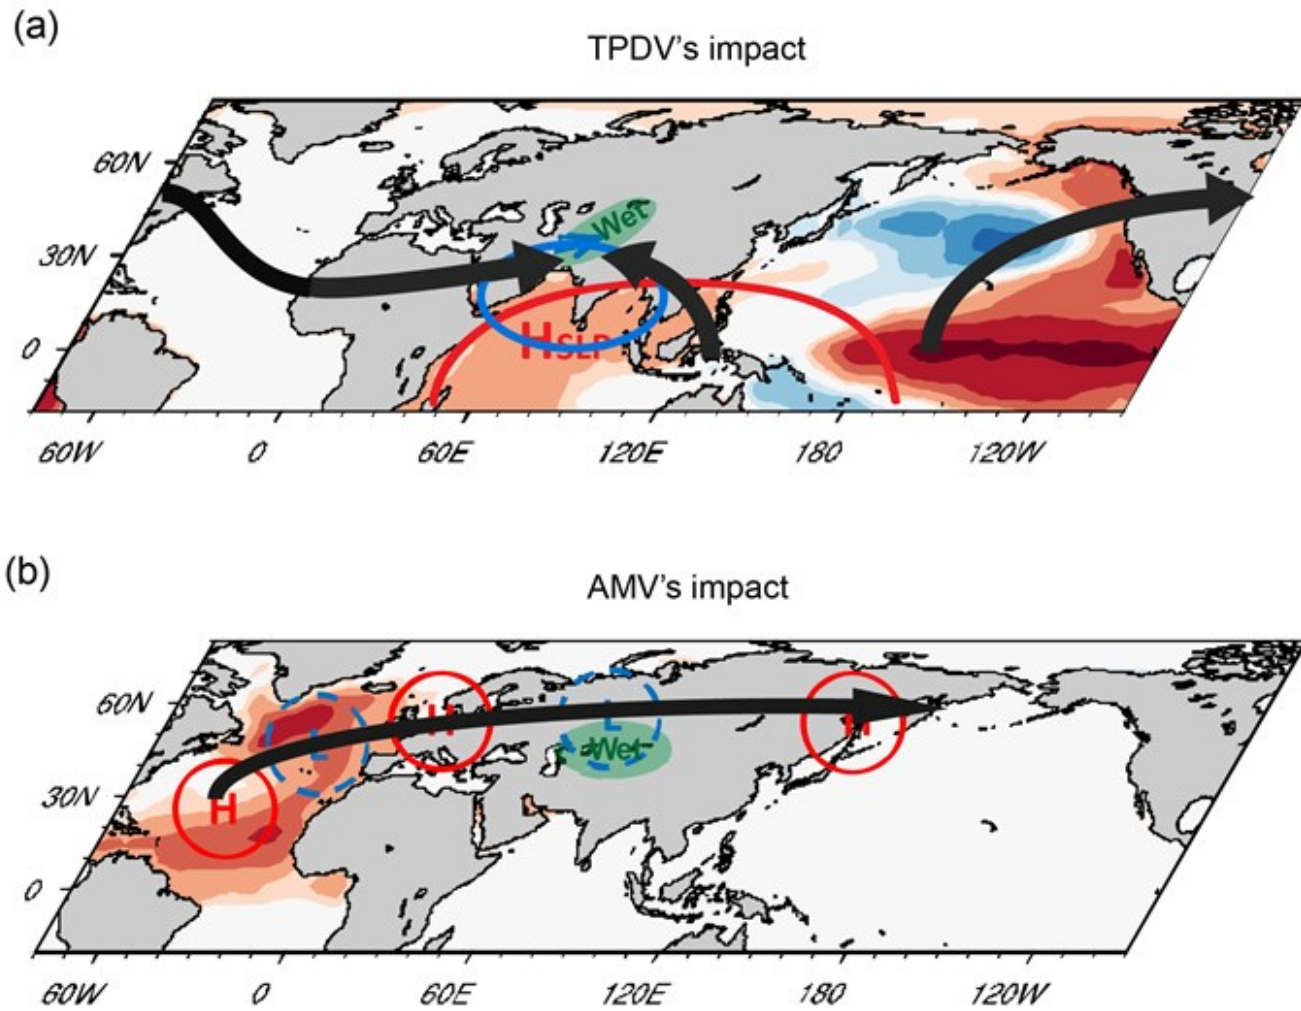 (a)
TPDV's impact
60N
Wet
30N
HSLP
0
60W 0 60E 120E 180 120W
(b)
AMV's impact
60N
H L H
L
Wet
30N
H
0
60W 0 60E 120E 180 120W